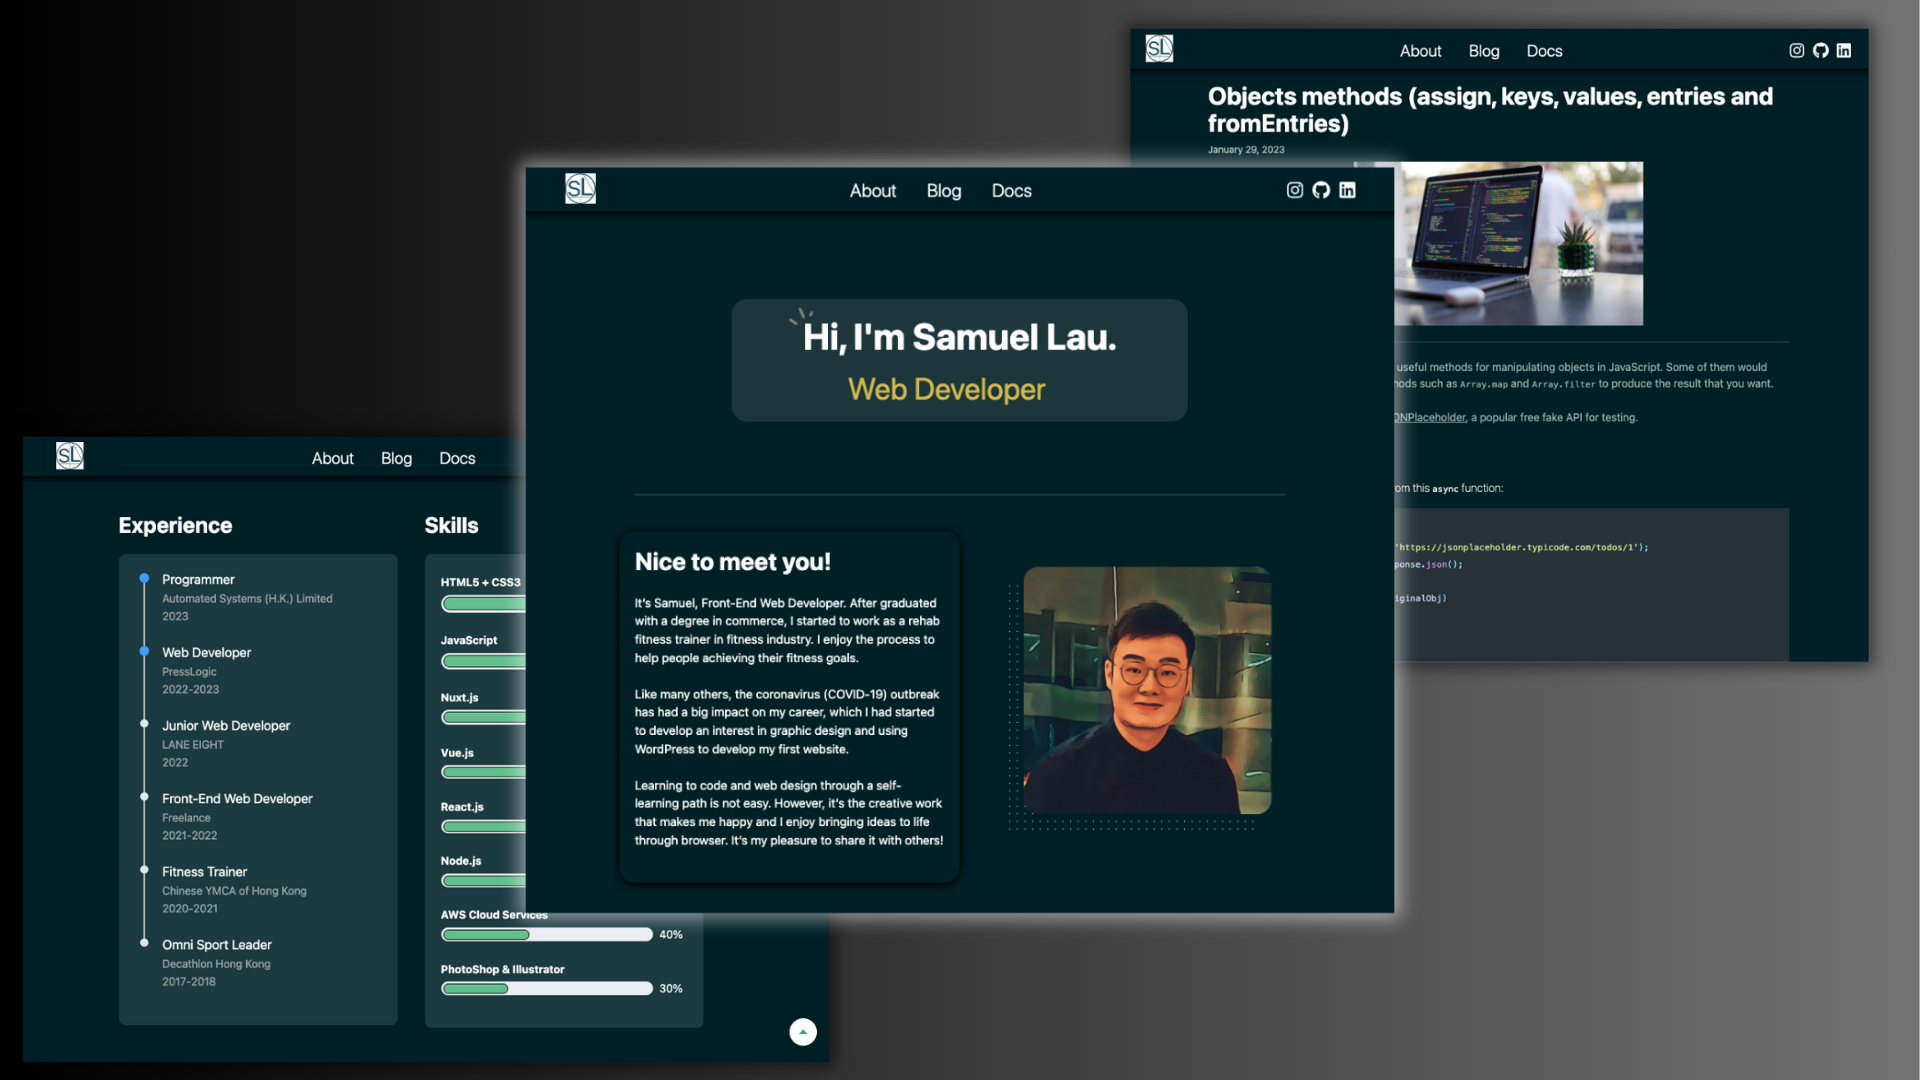 SL
About Blog Docs
Objects methods (assign, keys, values, entries and
fromEntries)
January 29, 2023
useful methods for manipulating objects in JavaScript. Some of them would
such as Array.map and Array.filter to produce the result that you want.
, a popular free fake API for testing.
this async function:
'https://jsonplaceholder.typicode.com/todos/1');
.json();
SL
About Blog Docs
Hi, I'm Samuel Lau.
Web Developer
Nice to meet you!
It's Samuel, Front-End Web Developer. After graduated
with a degree in commerce, I started to work as a rehab
fitness trainer in fitness industry. I enjoy the process to
help people achieving their fitness goals.
Like many others, the coronavirus (COVID-19) outbreak
has had a big impact on my career, which I had started
to develop an interest in graphic design and using
WordPress to develop my first website.
Learning to code and web design through a self-
learning path is not easy. However, it's the creative work
that makes me happy and I enjoy bringing ideas to life
through browser. It's my pleasure to share it with others!
SL
About Blog Docs
Experience
Programmer
Automated Systems (H.K.) Limited
2023
Web Developer
PressLogic
2022-2023
Junior Web Developer
LANE EIGHT
2022
Front-End Web Developer
Freelance
2021-2022
Fitness Trainer
Chinese YMCA of Hong Kong
2020-2021
Omni Sport Leader
Decathlon Hong Kong
2017-2018
Skills
HTML5 + CSS3
JavaScript
Nuxt.js
Vue.js
React.js
Node.js
AWS Cloud Services
40%
PhotoShop & Illustrator
30%